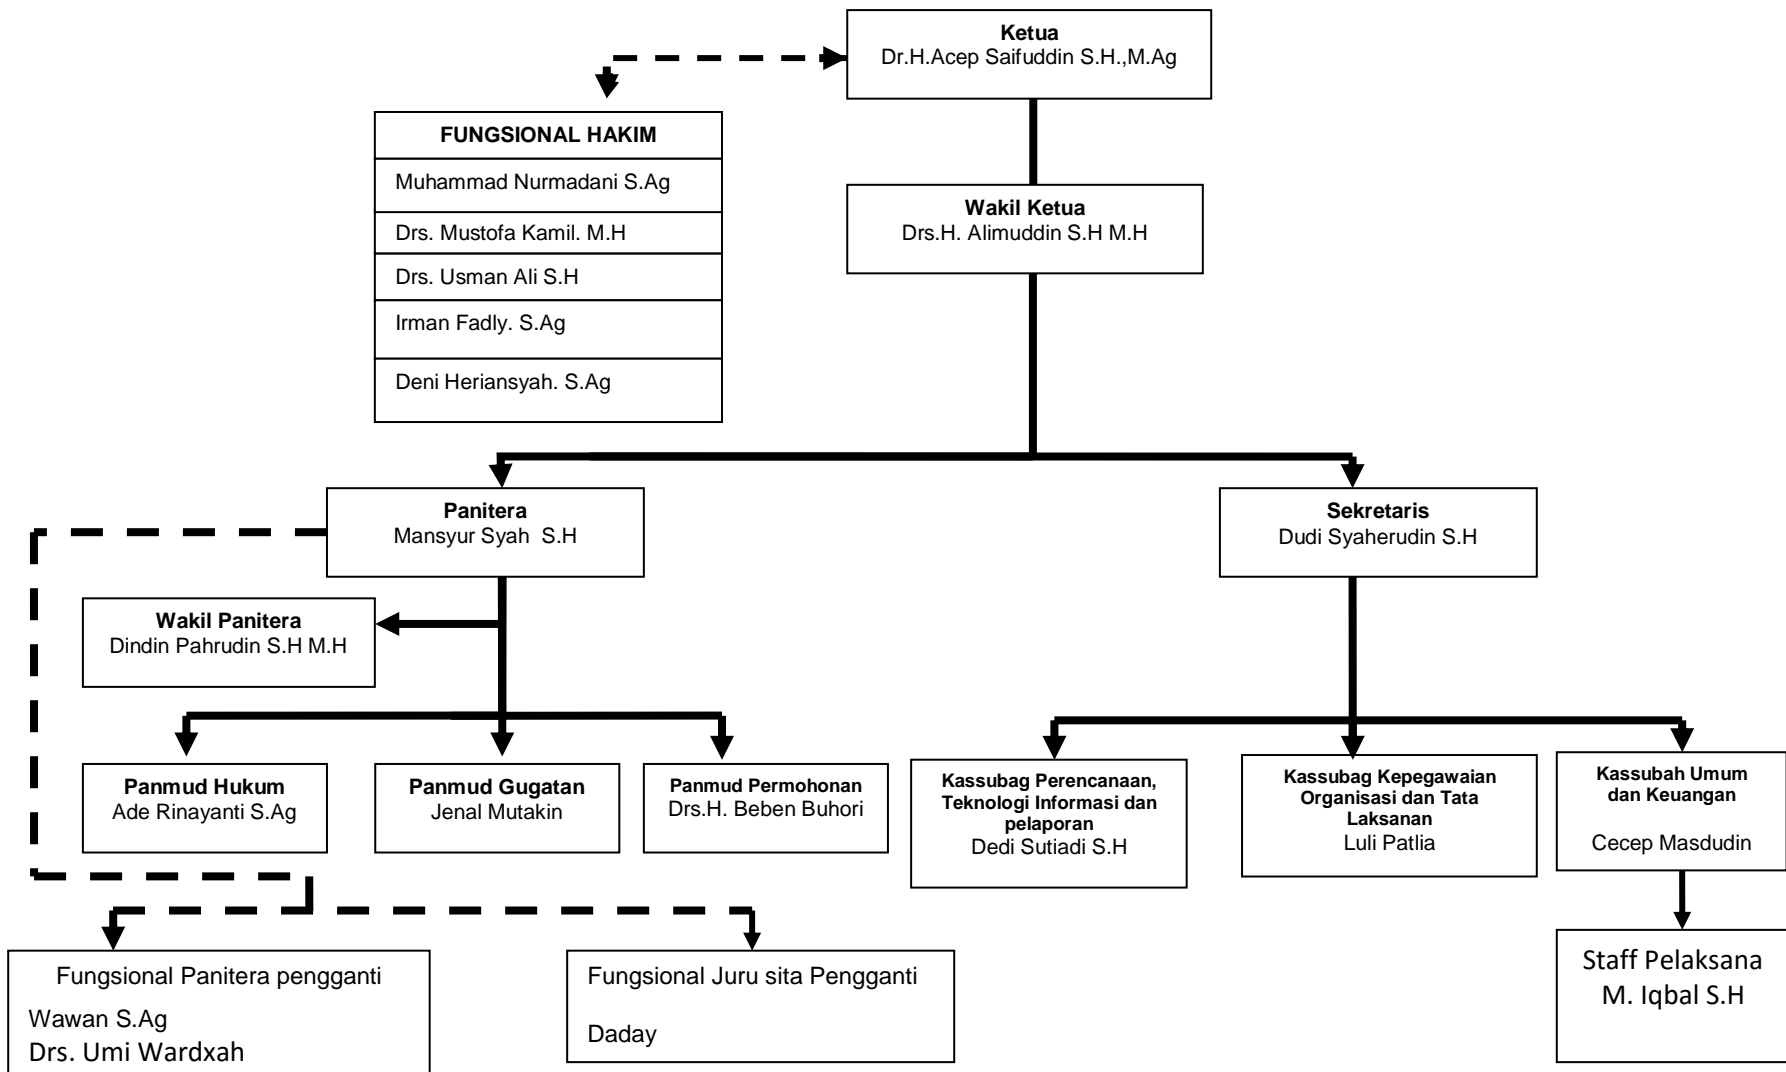 Ketua
Dr.H.Acep Saifuddin S.H.,M.Ag
FUNGSIONAL HAKIM
Muhammad Nurmadani S.Ag
Drs. Mustofa Kamil. M.H
Drs. Usman Ali S.H
Irman Fadly. S.Ag
Deni Heriansyah. S.Ag
Wakil Ketua
Drs.H. Alimuddin S.H M.H
Panitera
Mansyur Syah S.H
Sekretaris
Dudi Syaherudin S.H
Wakil Panitera
Dindin Pahrudin S.H M.H
Panmud Hukum
Ade Rinayanti S.Ag
Panmud Gugatan
Jenal Mutakin
Panmud Permohonan
Drs.H. Beben Buhori
Kassubag Perencanaan,
Teknologi Informasi dan
pelaporan
Dedi Sutiadi S.H
Kassubag Kepegawaian
Organisasi dan Tata
Laksanan
Luli Patlia
Kassubah Umum
dan Keuangan
Cecep Masdudin
Fungsional Panitera pengganti
Wawan S.Ag
Drs. Umi Wardxah
Fungsional Juru sita Pengganti
Daday
Staff Pelaksana
M. Iqbal S.H